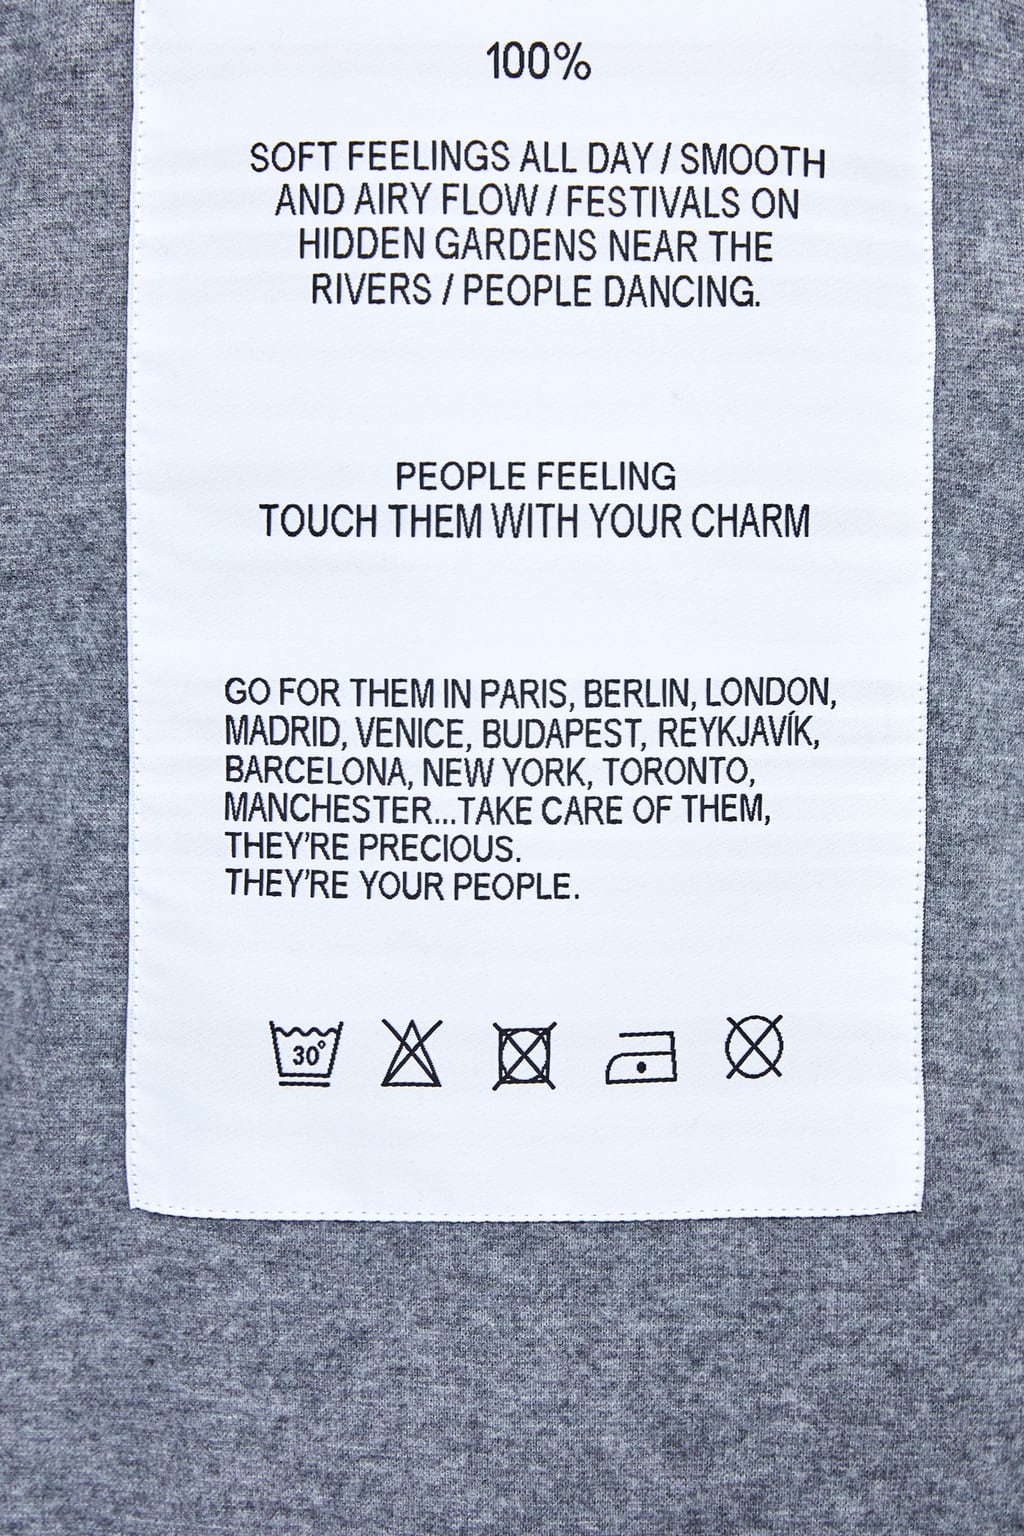 100%
SOFT FEELINGS ALL DAY / SMOOTH
AND AIRY FLOW / FESTIVALS ON
HIDDEN GARDENS NEAR THE
RIVERS / PEOPLE DANCING.
PEOPLE FEELING
TOUCH THEM WITH YOUR CHARM
GO FOR THEM IN PARIS, BERLIN, LONDON,
MADRID, VENICE, BUDAPEST, REYKJAVÍK,
BARCELONA, NEW YORK, TORONTO,
MANCHESTER...TAKE CARE OF THEM,
THEY'RE PRECIOUS.
THEY'RE YOUR PEOPLE.
30°